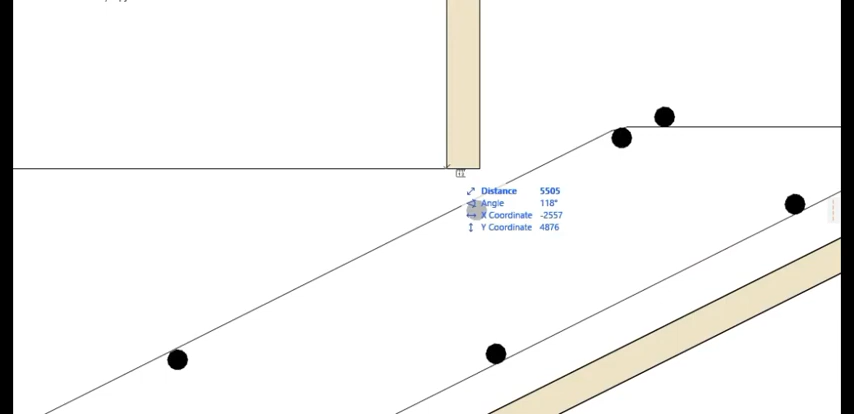 Distance 5505
Angle 118°
X Coordinate -2557
Y Coordinate 4876